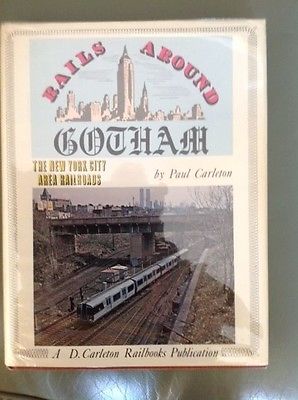 RAILS AROUND
GOTHAM
THE NEW YORK CITY
AREA RAILROADS
by Paul Carleton
A D. Carleton Railbooks Publication